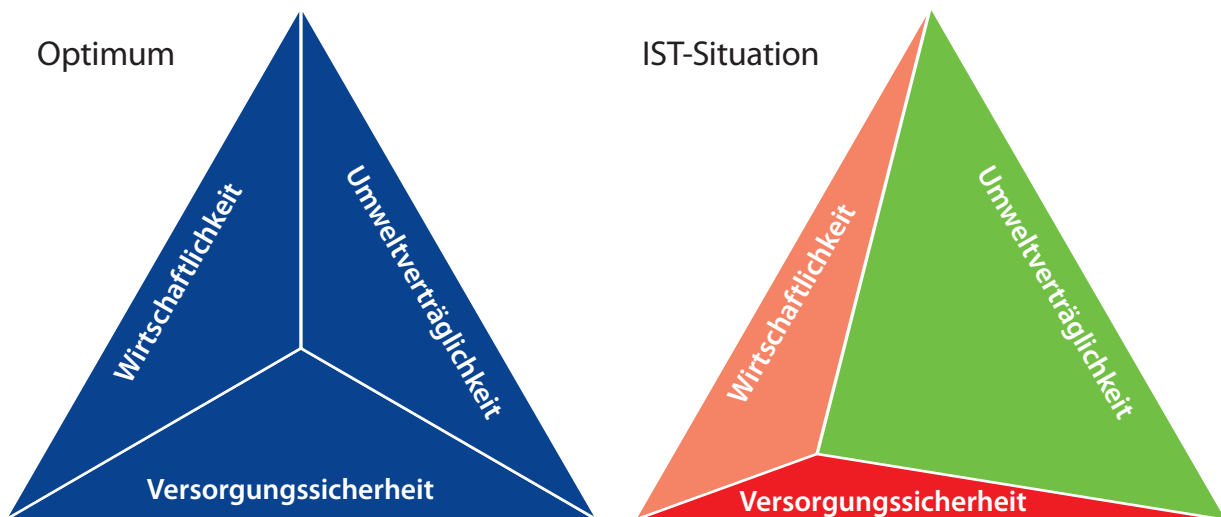 Optimum
Wirtschaftlichkeit
Umweltverträglichkeit
Versorgungssicherheit
IST-Situation
Wirtschaftlichkeit
Umweltverträglichkeit
Versorgungssicherheit